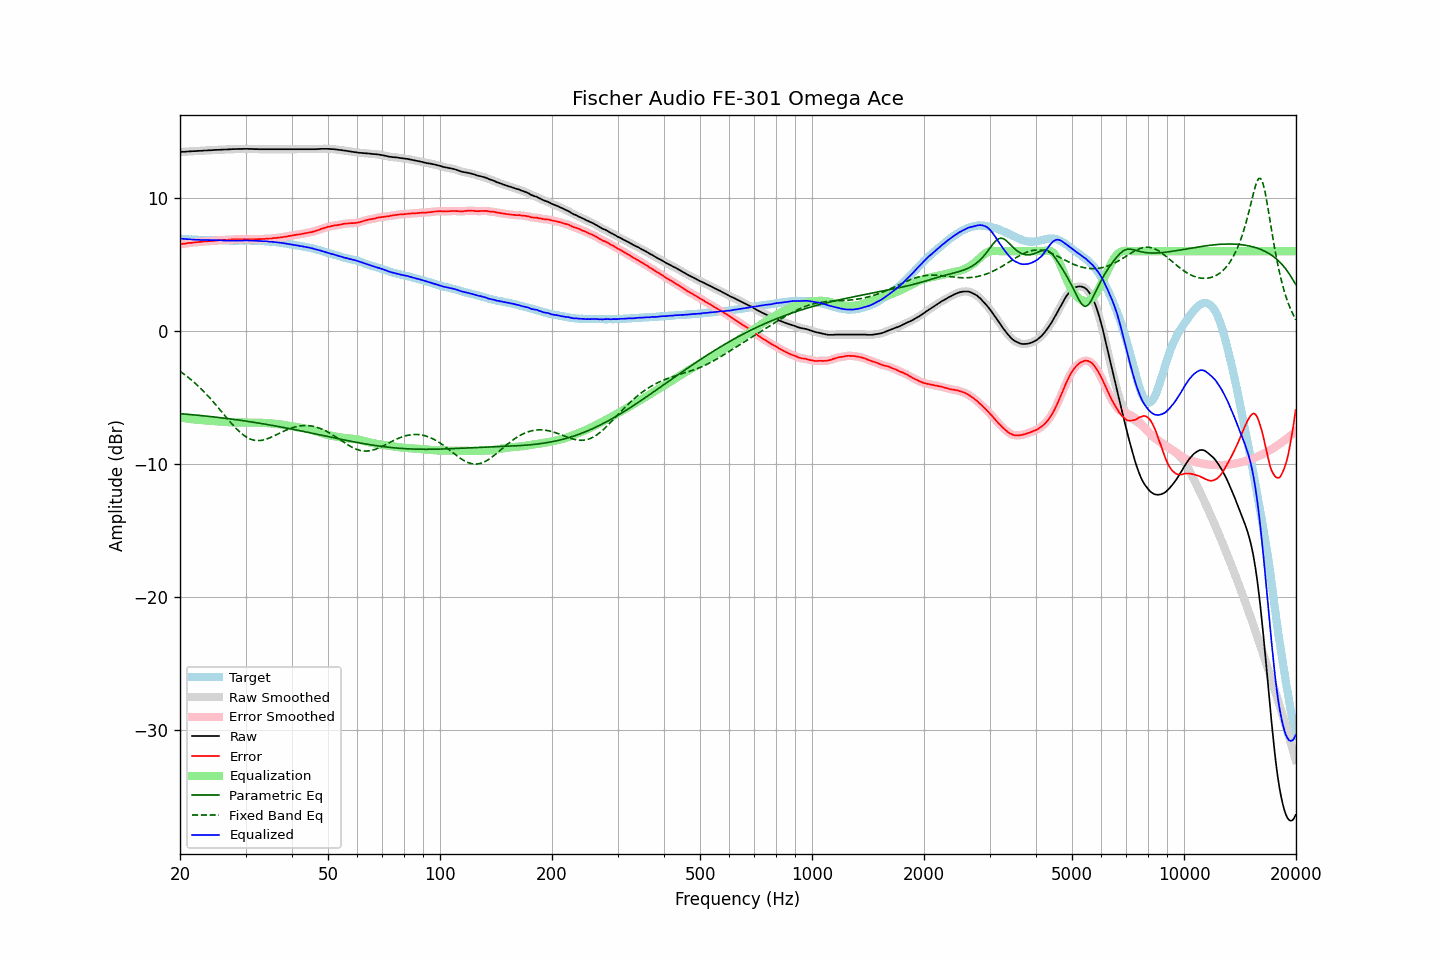 Fischer Audio FE-301 Omega Ace
Amplitude (dBr)
10
0
−10
−20
−30
Target
Raw Smoothed
Error Smoothed
Raw
Error
Equalization
Parametric Eq
Fixed Band Eq
Equalized
20 50 100 200 500 1000 2000 5000 10000 20000
Frequency (Hz)